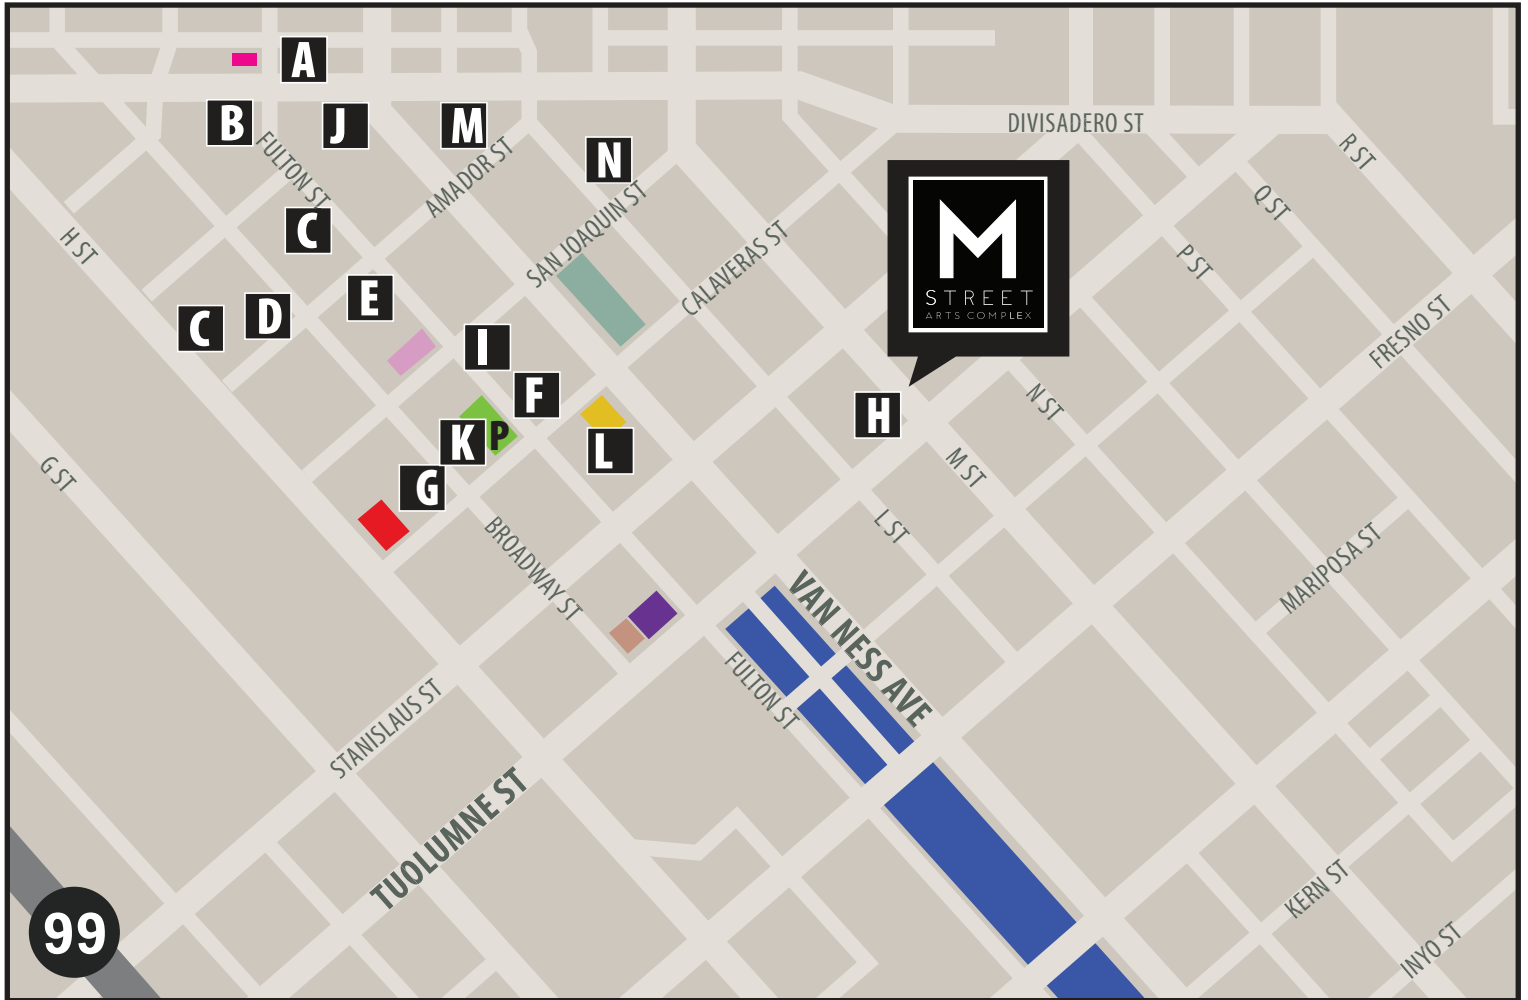 A
B
J
M
DIVISADERO ST
R ST
FULTON ST
AMADOR ST
N
SAN JOAQUIN ST
Q ST
C
H ST
CALAVERAS ST
M
STREET
ARTS COMPLEX
P ST
C
D
E
I
FRESNO ST
F
N ST
H
K
P
L
G ST
G
M ST
L ST
BROADWAY ST
MARIPOSA ST
VAN NESS AVE
FULTON ST
STANISLAUS ST
TUOLUMNE ST
KERN ST
99
INYO ST